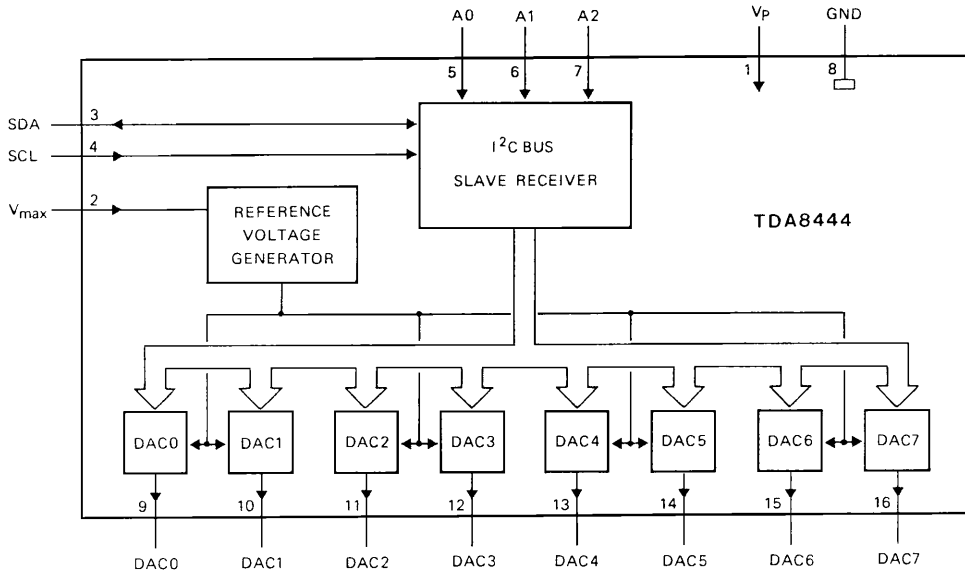 A0 A1 A2 VP GND
5 6 7 1 8
SDA 3
SCL 4
I²C BUS
SLAVE RECEIVER
Vmax 2
REFERENCE
VOLTAGE
GENERATOR
TDA8444
DAC0 DAC1 DAC2 DAC3 DAC4 DAC5 DAC6 DAC7
9 10 11 12 13 14 15 16
DAC0 DAC1 DAC2 DAC3 DAC4 DAC5 DAC6 DAC7